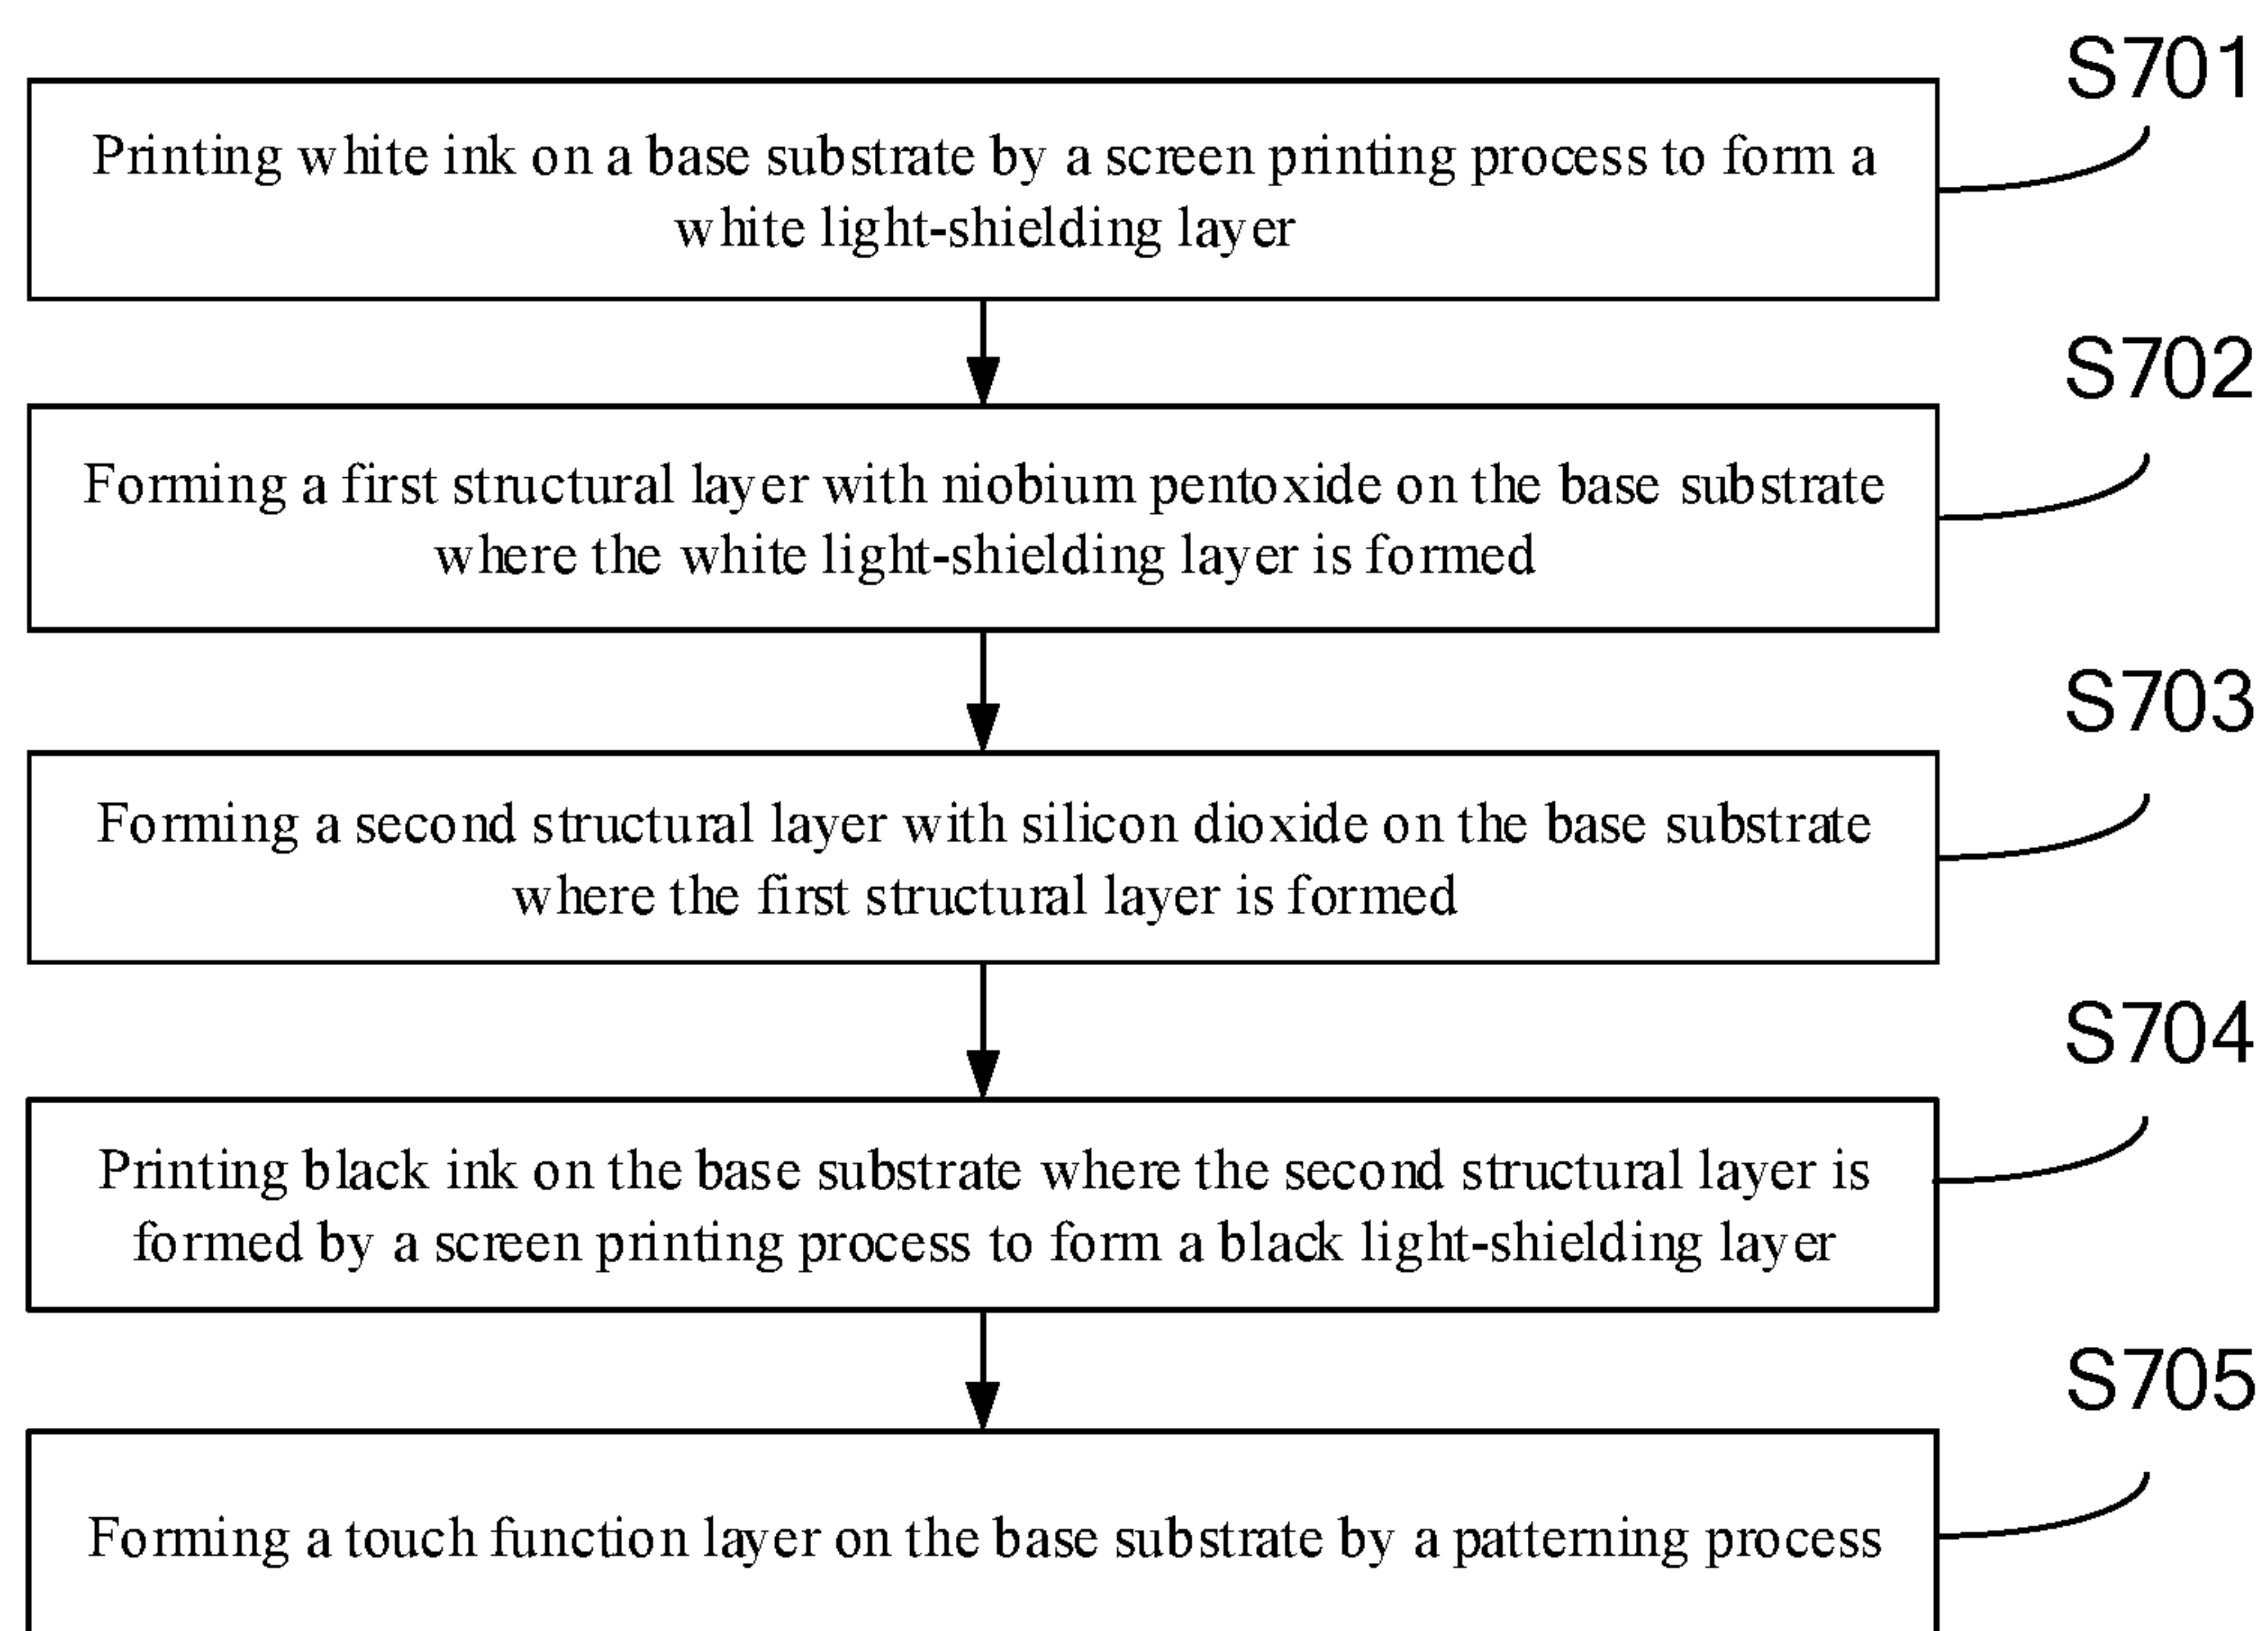 S701
Printing white ink on a base substrate by a screen printing process to form a
white light-shielding layer
S702
Forming a first structural layer with niobium pentoxide on the base substrate
where the white light-shielding layer is formed
S703
Forming a second structural layer with silicon dioxide on the base substrate
where the first structural layer is formed
S704
Printing black ink on the base substrate where the second structural layer is
formed by a screen printing process to form a black light-shielding layer
S705
Forming a touch function layer on the base substrate by a patterning process